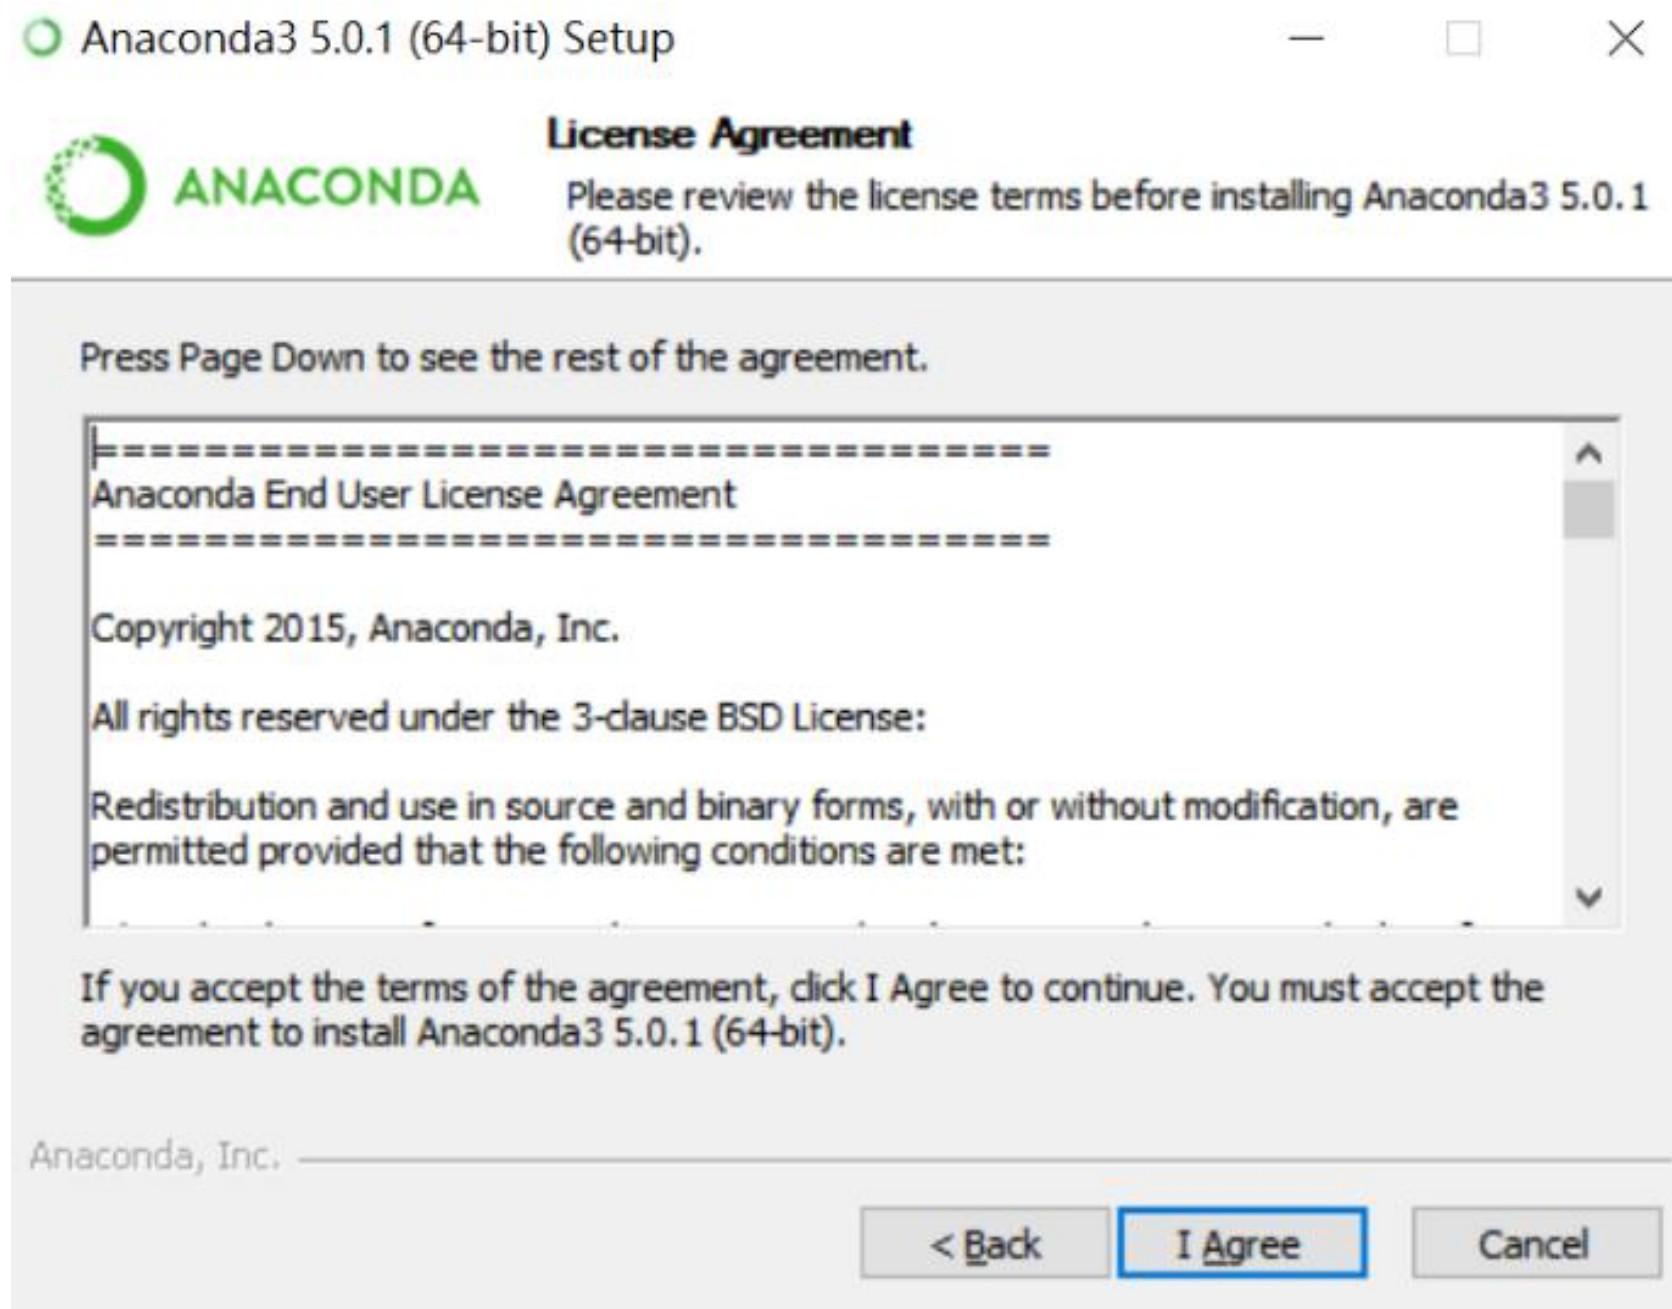 Anaconda3 5.0.1 (64-bit) Setup
ANACONDA
License Agreement
Please review the license terms before installing Anaconda3 5.0.1
(64-bit).
Press Page Down to see the rest of the agreement.
==================================
Anaconda End User License Agreement
==================================
Copyright 2015, Anaconda, Inc.
All rights reserved under the 3-clause BSD License:
Redistribution and use in source and binary forms, with or without modification, are
permitted provided that the following conditions are met:
If you accept the terms of the agreement, click I Agree to continue. You must accept the
agreement to install Anaconda3 5.0.1 (64-bit).
Anaconda, Inc.
< Back
I Agree
Cancel